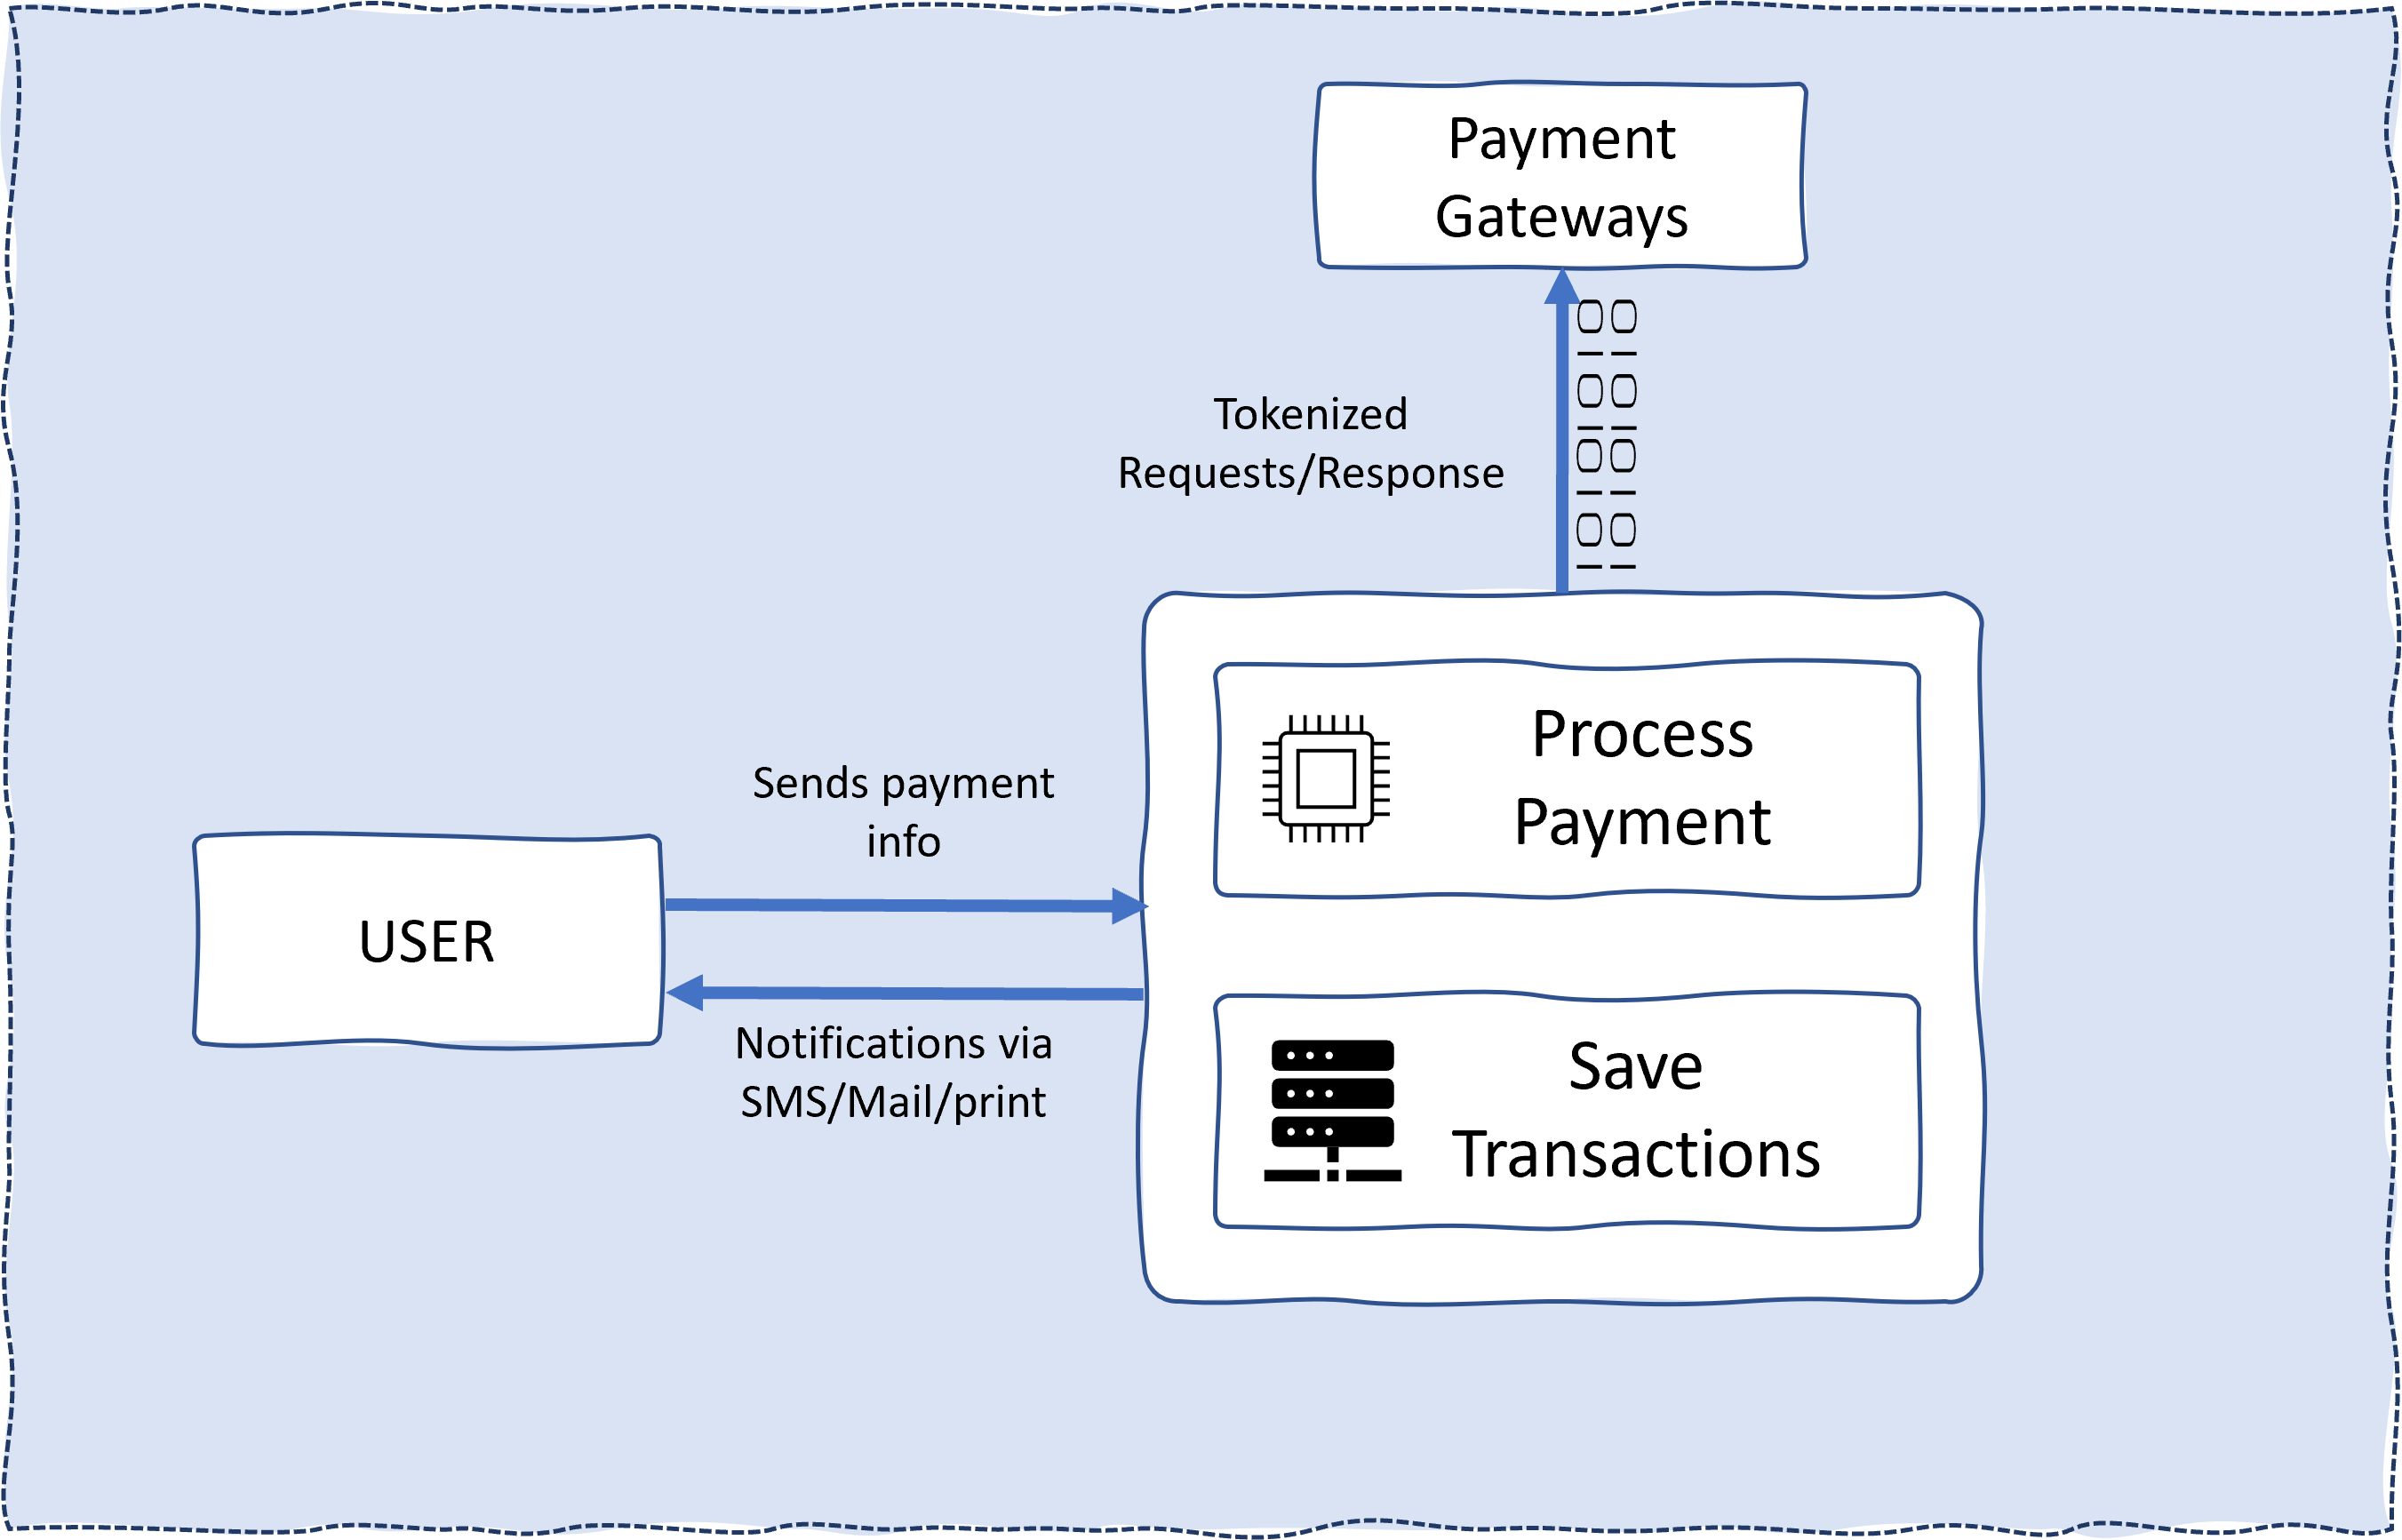 Payment
Gateways
Tokenized
Requests/Response
Process
Payment
Sends payment
info
USER
Notifications via
SMS/Mail/print
Save
Transactions